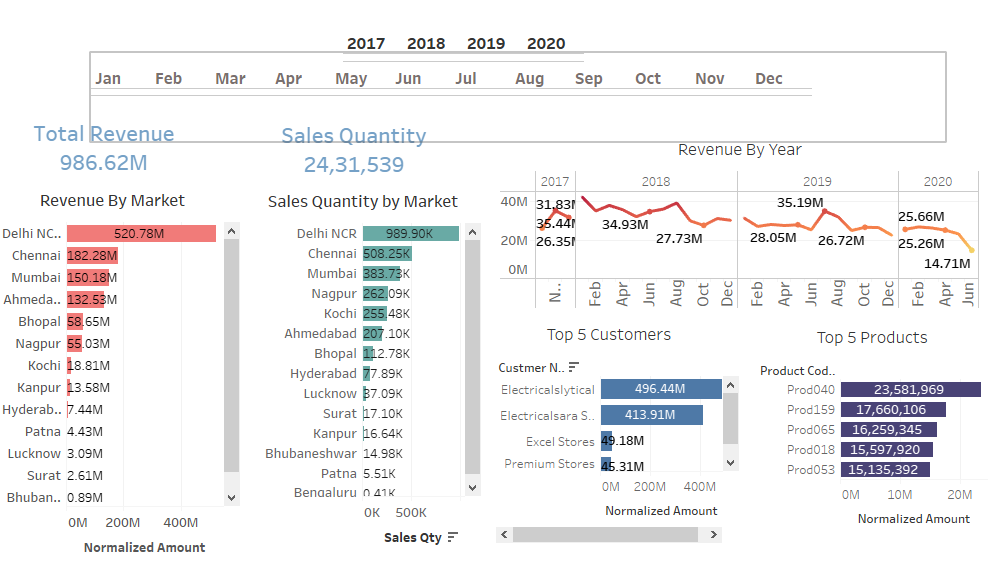 2017 2018 2019 2020
Jan Feb Mar Apr May Jun Jul Aug Sep Oct Nov Dec
Total Revenue
986.62M
Sales Quantity
24,31,539
Revenue By Market
Delhi NC.. 520.78M
Chennai 182.28M
Mumbai 150.18M
Ahmeda.. 132.53M
Bhopal 58.65M
Nagpur 55.03M
Kochi 18.81M
Kanpur 13.58M
Hyderab.. 7.44M
Patna 4.43M
Lucknow 3.09M
Surat 2.61M
Bhuban.. 0.89M
0M 200M 400M
Normalized Amount
Sales Quantity by Market
Delhi NCR 989.90K
Chennai 508.25K
Mumbai 383.73K
Nagpur 262.09K
Kochi 255.48K
Ahmedabad 207.10K
Bhopal 112.78K
Hyderabad 77.89K
Lucknow 37.09K
Surat 17.10K
Kanpur 16.64K
Bhubaneshwar 14.98K
Patna 5.51K
Bengaluru 0.41K
0K 500K
Sales Qty
Revenue By Year
2017 2018 2019 2020
40M
20M
0M
31.83M
35.44M
26.35M
34.93M
27.73M
35.19M
28.05M
26.72M
25.66M
25.26M
14.71M
N.. Feb Apr Jun Aug Oct Dec Feb Apr Jun Aug Oct Dec Feb Apr Jun
Top 5 Customers
Custmer N..
Electricalslytical 496.44M
Electricalsara S.. 413.91M
Excel Stores 49.18M
Premium Stores 45.31M
0M 200M 400M
Normalized Amount
Top 5 Products
Product Cod..
Prod040 23,581,969
Prod159 17,660,106
Prod065 16,259,345
Prod018 15,597,920
Prod053 15,135,392
0M 10M 20M
Normalized Amount